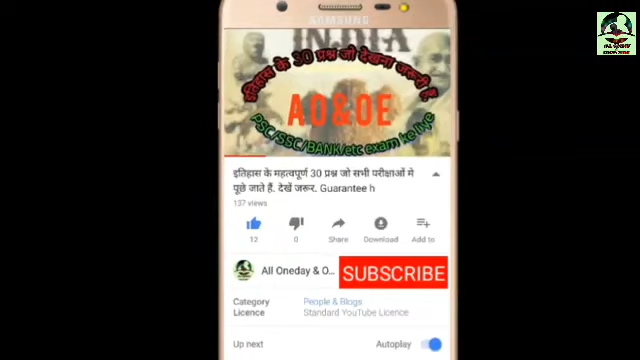 SAMSUNG
INDIA
इतिहास के 30 प्रश्न जो देखना जरूरी है.
AO&OE
PSC/SSC/BANK/etc exam ke liye
इतिहास के महत्वपूर्ण 30 प्रश्न जो सभी परीक्षाओं मे
पूछे जाते हैं. देखें जरूर. Guarantee h
137 views
12
0
Share
Download
Add to
All Oneday & O...
SUBSCRIBE
Category
People & Blogs
Licence
Standard YouTube Licence
Up next
Autoplay